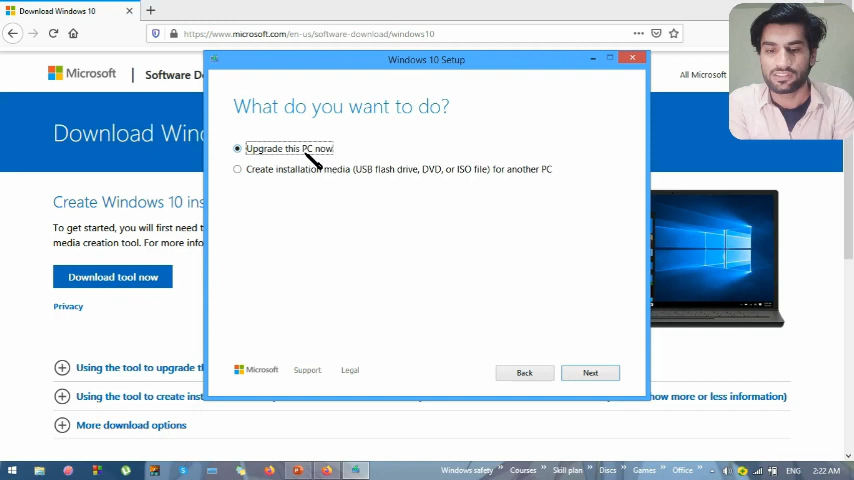 Download Windows 10
https://www.microsoft.com/en-us/software-download/windows10
Microsoft
Software Do
All Microsoft
Windows 10 Setup
What do you want to do?
Upgrade this PC now
Create installation media (USB flash drive, DVD, or ISO file) for another PC
Microsoft
Support
Legal
Back
Next
Download Win
Create Windows 10 ins
To get started, you will first need t
media creation tool. For more infor
Download tool now
Privacy
Using the tool to upgrade th
Using the tool to create inst
how more or less information)
More download options
Windows safety
Courses
Skill plan
Discs
Games
Office
ENG
2:22 AM